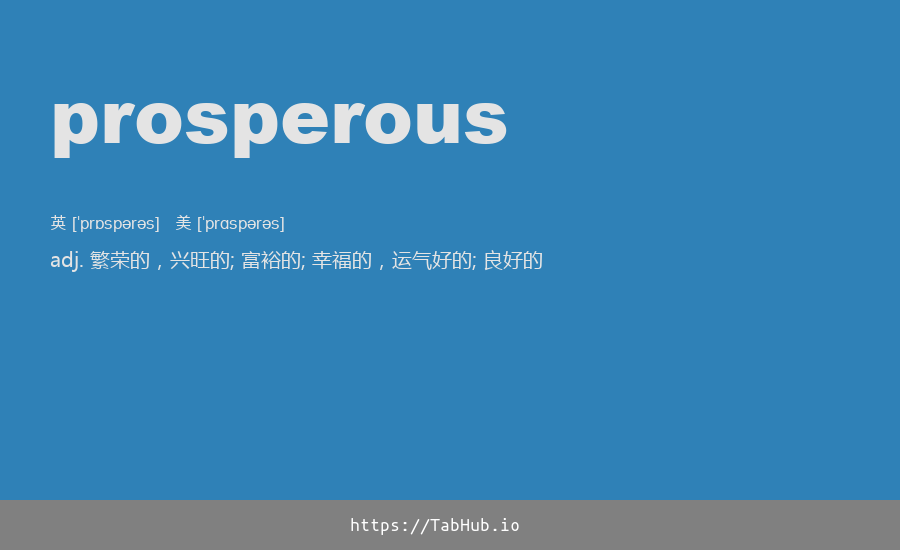 prosperous
英 [ˈprɒspərəs] 美 [ˈprɑspərəs]
adj. 繁荣的，兴旺的; 富裕的; 幸福的，运气好的; 良好的
https://TabHub.io